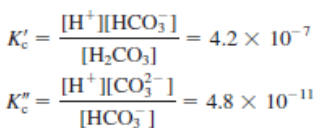 K′c = [H⁺][HCO₃⁻] / [H₂CO₃] = 4.2 × 10⁻⁷
K″c = [H⁺][CO₃²⁻] / [HCO₃⁻] = 4.8 × 10⁻¹¹